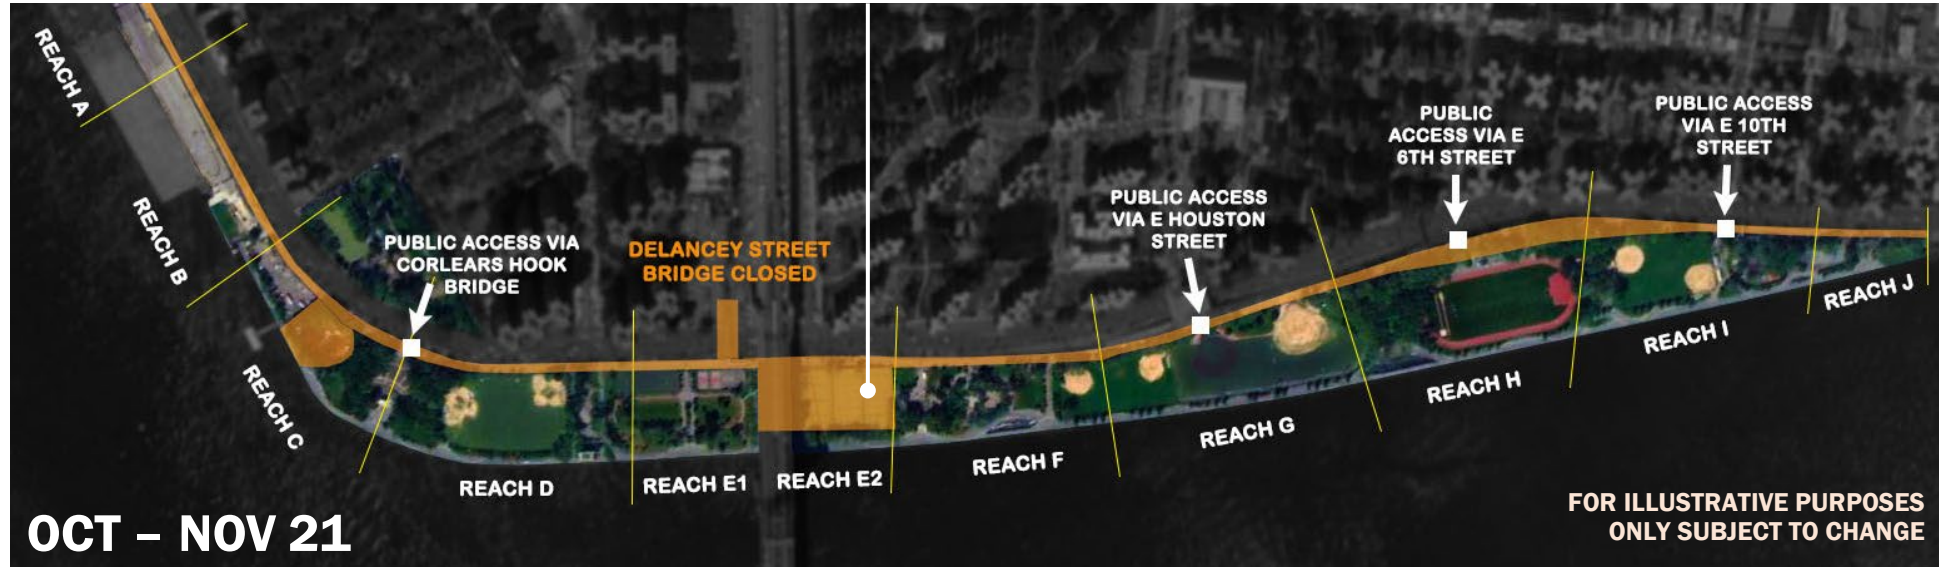 REACH A
REACH B
REACH C
PUBLIC ACCESS VIA
CORLEARS HOOK
BRIDGE
DELANCEY STREET
BRIDGE CLOSED
PUBLIC ACCESS
VIA E HOUSTON
STREET
PUBLIC
ACCESS VIA E
6TH STREET
PUBLIC ACCESS
VIA E 10TH
STREET
REACH D
REACH E1
REACH E2
REACH F
REACH G
REACH H
REACH I
REACH J
OCT – NOV 21
FOR ILLUSTRATIVE PURPOSES
ONLY SUBJECT TO CHANGE